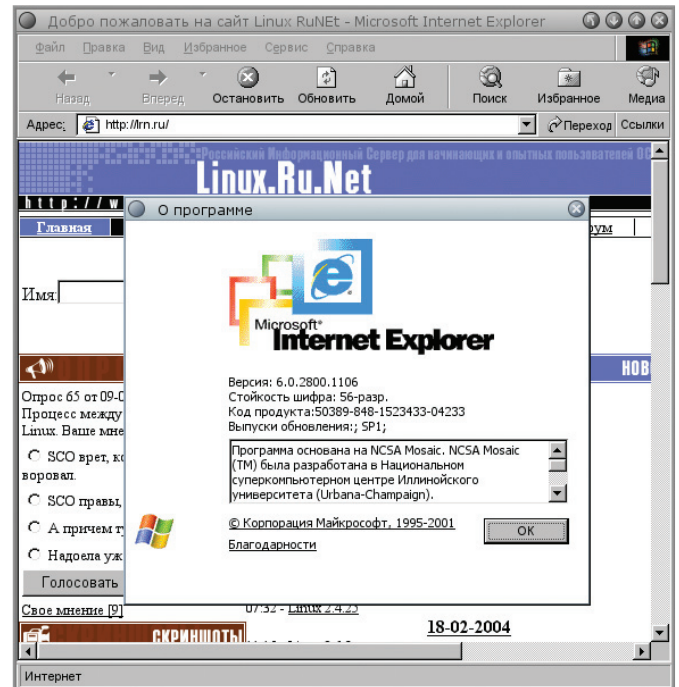 Добро пожаловать на сайт Linux RuNEt - Microsoft Internet Explorer
Файл Правка Вид Избранное Сервис Справка
Назад Вперед Остановить Обновить Домой Поиск Избранное Медиа
Адрес: http://lrn.ru/ Переход Ссылки
Российский Информационный Сервер для начинающих и опытных пользователей ОС
Linux.Ru.Net
http://w
О программе
Главная
рум
Имя:
Microsoft
Internet Explorer
НОВ
Версия: 6.0.2800.1106
Стойкость шифра: 56-разр.
Код продукта:50389-848-1523433-04233
Выпуски обновления:; SP1;
Опрос 65 от 09-0
Процесс между
Linux. Ваше мне
SCO врет, ко
воровал.
SCO правы,
А причем т
Надоела уж
Голосовать
Программа основана на NCSA Mosaic. NCSA Mosaic
(TM) была разработана в Национальном
суперкомпьютерном центре Иллинойского
университета (Urbana-Champaign).
© Корпорация Майкрософт, 1995-2001
Благодарности
OK
Свое мнение [9]
07:32 - Linux 2.4.25
СКРИНШОТЫ
18-02-2004
Интернет